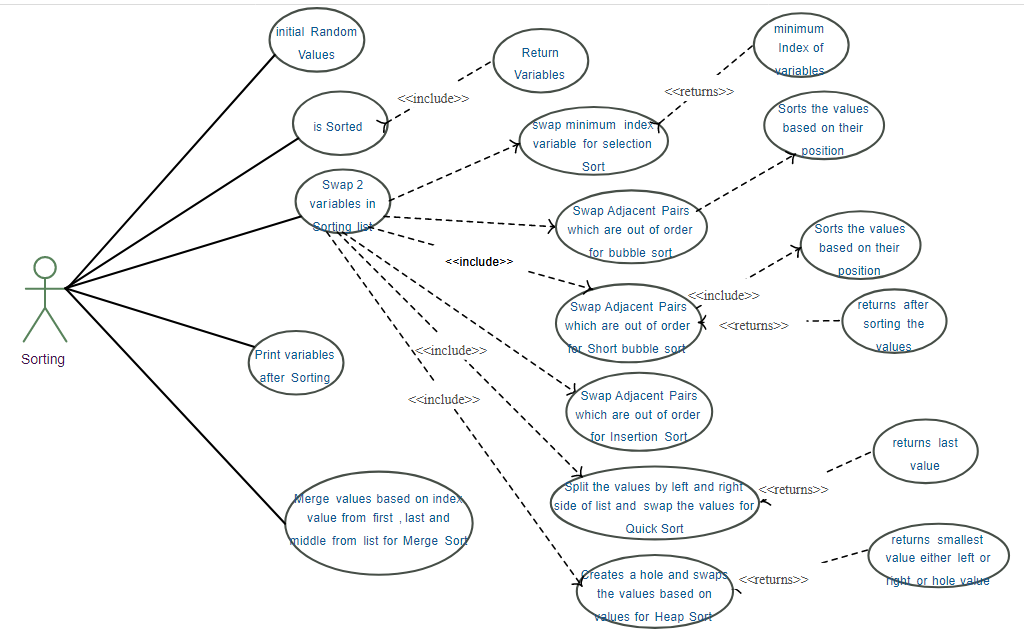 initial Random
Values
Return
Variables
<<include>>
is Sorted
minimum
Index of
variables
<<returns>>
swap minimum index
variable for selection
Sort
Sorts the values
based on their
position
Swap 2
variables in
Sorting list
Swap Adjacent Pairs
which are out of order
for bubble sort
<<include>>
Sorts the values
based on their
position
<<include>>
Swap Adjacent Pairs
which are out of order
for Short bubble sort
<<returns>>
returns after
sorting the
values
Sorting
Print variables
after Sorting
<<include>>
<<include>>
Swap Adjacent Pairs
which are out of order
for Insertion Sort
returns last
value
<<returns>>
Split the values by left and right
side of list and swap the values for
Quick Sort
Merge values based on index
value from first , last and
middle from list for Merge Sort
returns smallest
value either left or
right or hole value
<<returns>>
Creates a hole and swaps
the values based on
values for Heap Sort